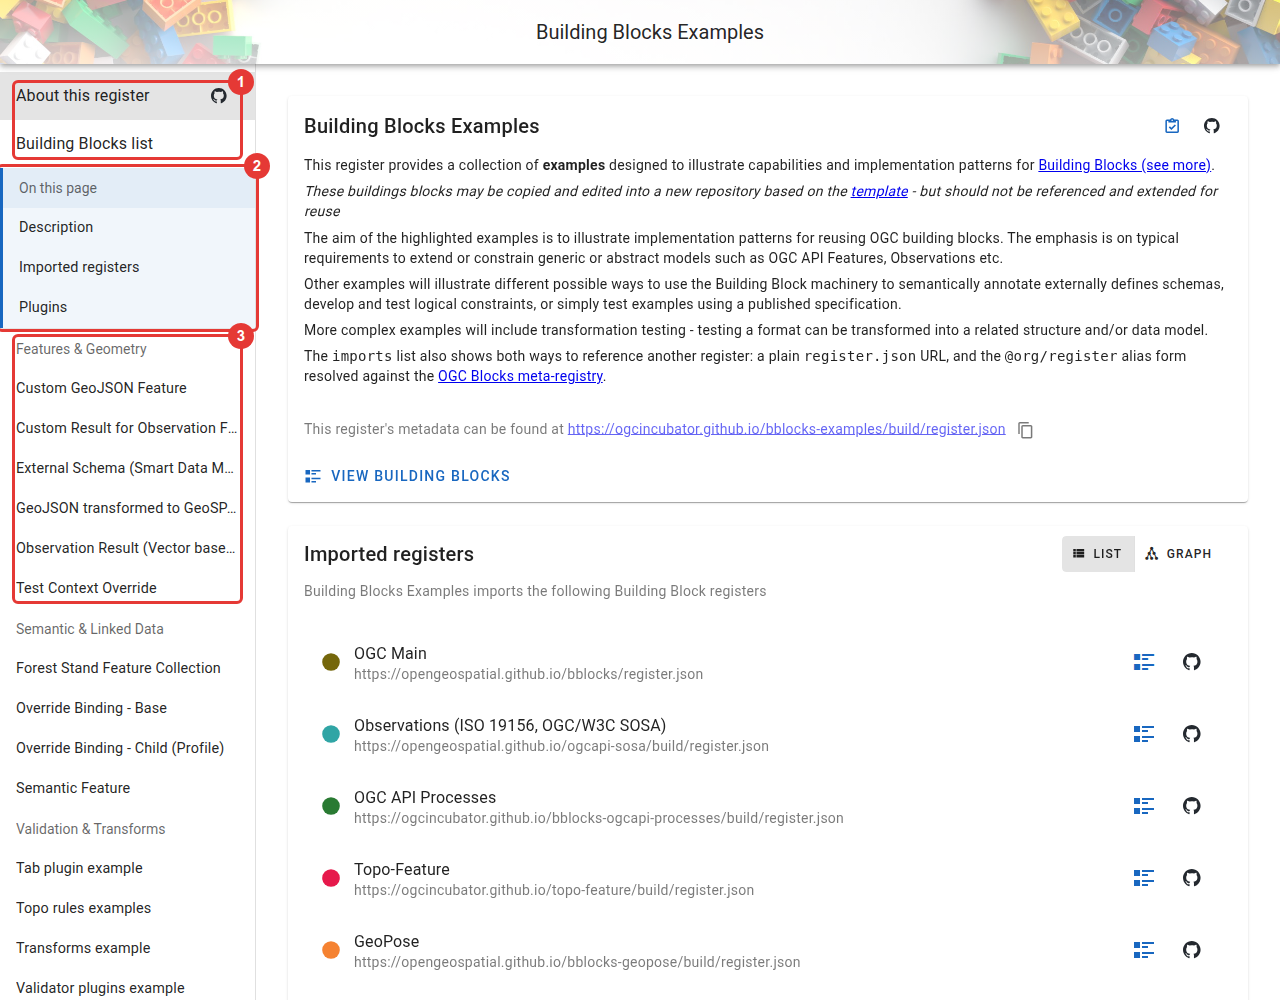 Building Blocks Examples
1
About this register
Building Blocks list
2
On this page
Description
Imported registers
Plugins
3
Features & Geometry
Custom GeoJSON Feature
Custom Result for Observation F...
External Schema (Smart Data M...
GeoJSON transformed to GeoSP...
Observation Result (Vector base...
Test Context Override
Semantic & Linked Data
Forest Stand Feature Collection
Override Binding - Base
Override Binding - Child (Profile)
Semantic Feature
Validation & Transforms
Tab plugin example
Topo rules examples
Transforms example
Validator plugins example
Building Blocks Examples
This register provides a collection of examples designed to illustrate capabilities and implementation patterns for Building Blocks (see more).
These buildings blocks may be copied and edited into a new repository based on the template - but should not be referenced and extended for
reuse
The aim of the highlighted examples is to illustrate implementation patterns for reusing OGC building blocks. The emphasis is on typical
requirements to extend or constrain generic or abstract models such as OGC API Features, Observations etc.
Other examples will illustrate different possible ways to use the Building Block machinery to semantically annotate externally defines schemas,
develop and test logical constraints, or simply test examples using a published specification.
More complex examples will include transformation testing - testing a format can be transformed into a related structure and/or data model.
The imports list also shows both ways to reference another register: a plain register.json URL, and the @org/register alias form
resolved against the OGC Blocks meta-registry.
This register's metadata can be found at https://ogcincubator.github.io/bblocks-examples/build/register.json
VIEW BUILDING BLOCKS
Imported registers
LIST
GRAPH
Building Blocks Examples imports the following Building Block registers
OGC Main
https://opengeospatial.github.io/bblocks/register.json
Observations (ISO 19156, OGC/W3C SOSA)
https://opengeospatial.github.io/ogcapi-sosa/build/register.json
OGC API Processes
https://ogcincubator.github.io/bblocks-ogcapi-processes/build/register.json
Topo-Feature
https://ogcincubator.github.io/topo-feature/build/register.json
GeoPose
https://opengeospatial.github.io/bblocks-geopose/build/register.json